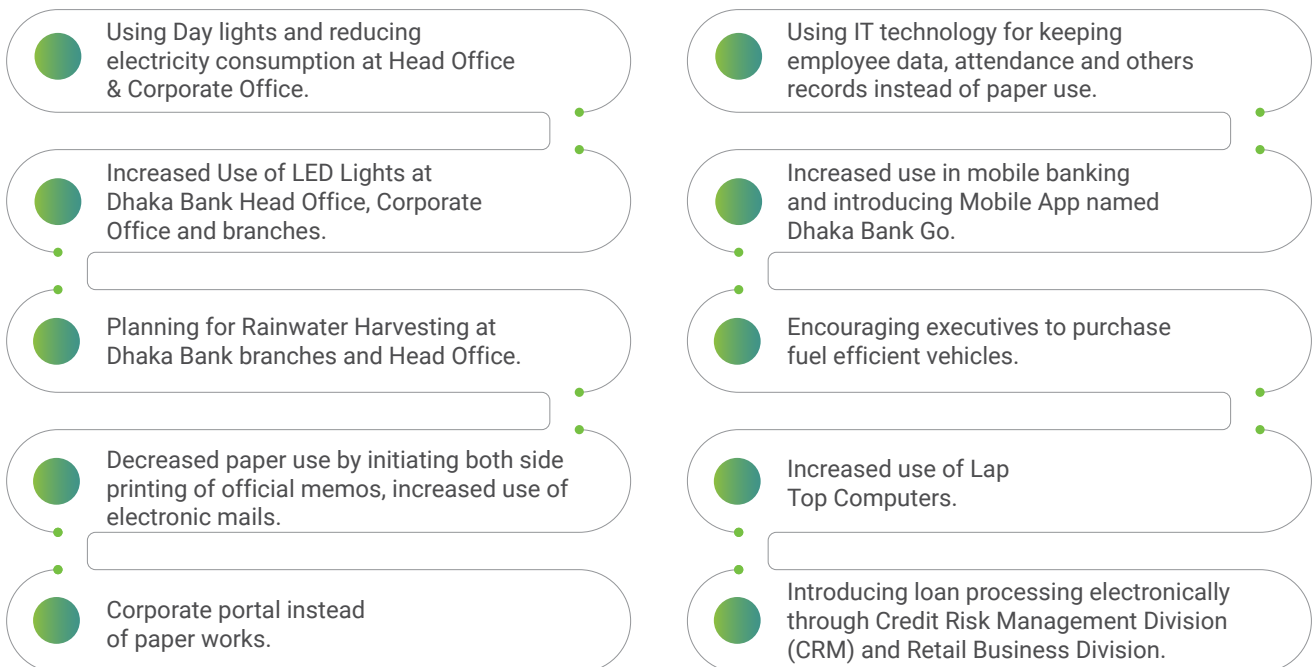 Using Day lights and reducing
electricity consumption at Head Office
& Corporate Office.
Increased Use of LED Lights at
Dhaka Bank Head Office, Corporate
Office and branches.
Planning for Rainwater Harvesting at
Dhaka Bank branches and Head Office.
Decreased paper use by initiating both side
printing of official memos, increased use of
electronic mails.
Corporate portal instead
of paper works.
Using IT technology for keeping
employee data, attendance and others
records instead of paper use.
Increased use in mobile banking
and introducing Mobile App named
Dhaka Bank Go.
Encouraging executives to purchase
fuel efficient vehicles.
Increased use of Lap
Top Computers.
Introducing loan processing electronically
through Credit Risk Management Division
(CRM) and Retail Business Division.